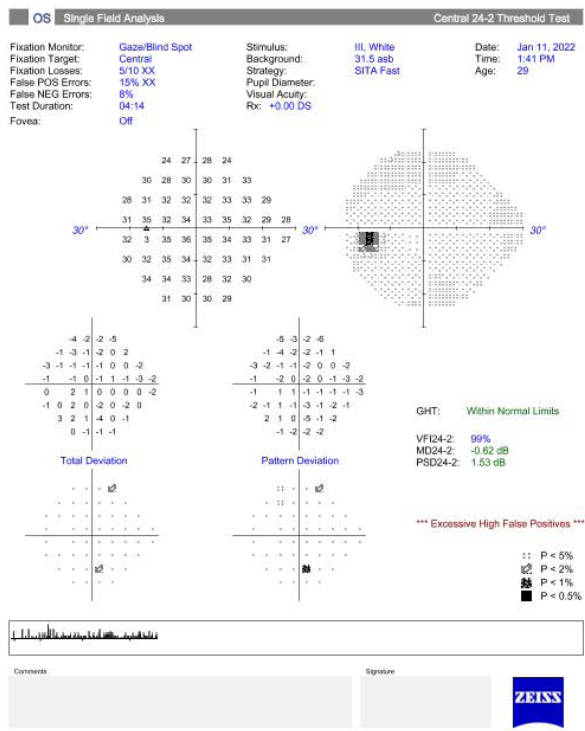 OS Single Field Analysis Central 24-2 Threshold Test
Fixation Monitor: Gaze/Blind Spot Stimulus: III, White Date: Jan 11, 2022
Fixation Target: Central Background: 31.5 asb Time: 1:41 PM
Fixation Losses: 5/10 XX Strategy: SITA Fast Age: 29
False POS Errors: 15% XX Pupil Diameter:
False NEG Errors: 8% Visual Acuity:
Test Duration: 04:14 Rx: +0.00 DS
Fovea: Off
24 27 28 24
30 28 30 30 31 33
28 31 32 32 32 33 33 29
31 35 32 34 33 35 32 29 28
30° 30° 30°
32 3 35 36 35 34 33 31 27
30 32 35 34 32 33 31 31
34 34 33 28 32 30
31 30 30 29
-4 -2 -2 -5 -5 -3 -2 -6
-1 -3 -1 -2 0 2 -1 -4 -2 -2 -1 1
-3 -1 -1 -1 -1 0 0 -2 -3 -2 -1 -1 -1 0 0 -2
-1 -1 0 -1 1 -1 -3 -2 -1 -2 0 -2 0 -1 -3 -2
0 2 1 0 0 0 0 -2 -1 1 1 -1 -1 -1 -1 -3
-1 0 2 0 -2 0 -2 0 -2 -1 1 -1 -3 -1 -2 -1
3 2 1 -4 0 -1 2 1 0 -5 -1 -2
0 -1 -1 -1 -1 -2 -2 -2
GHT: Within Normal Limits
VFI24-2: 99%
MD24-2: -0.62 dB
PSD24-2: 1.53 dB
Total Deviation Pattern Deviation
*** Excessive High False Positives ***
P < 5%
P < 2%
P < 1%
P < 0.5%
Comments Signature
ZEISS